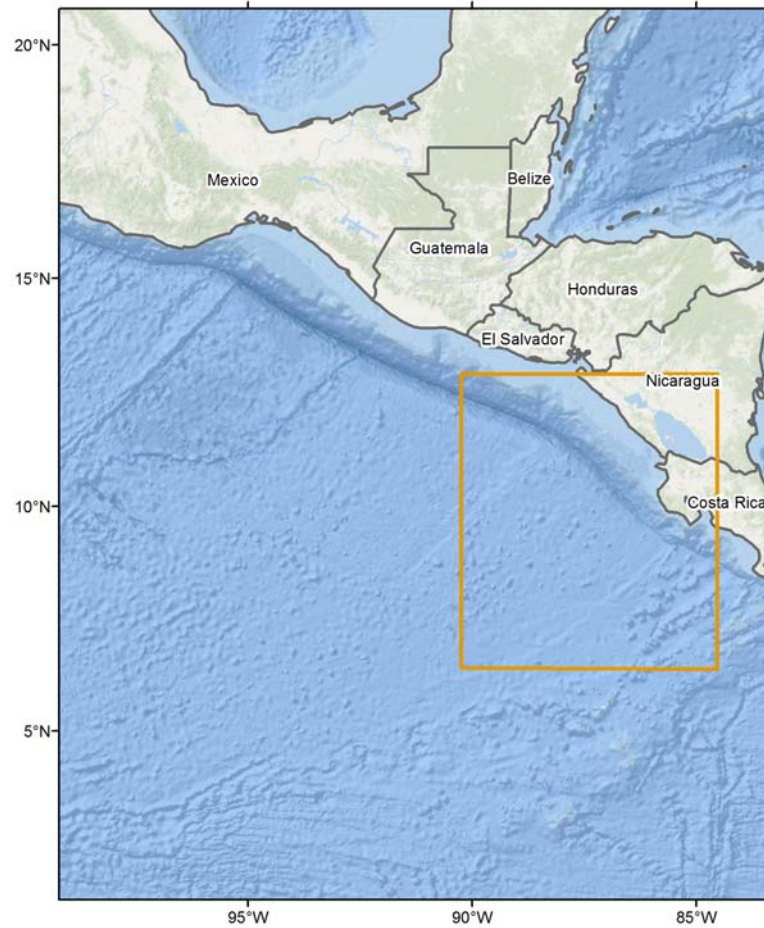 20°N
Mexico
Belize
Guatemala
15°N
Honduras
El Salvador
Nicaragua
10°N
Costa Rica
5°N
95°W
90°W
85°W